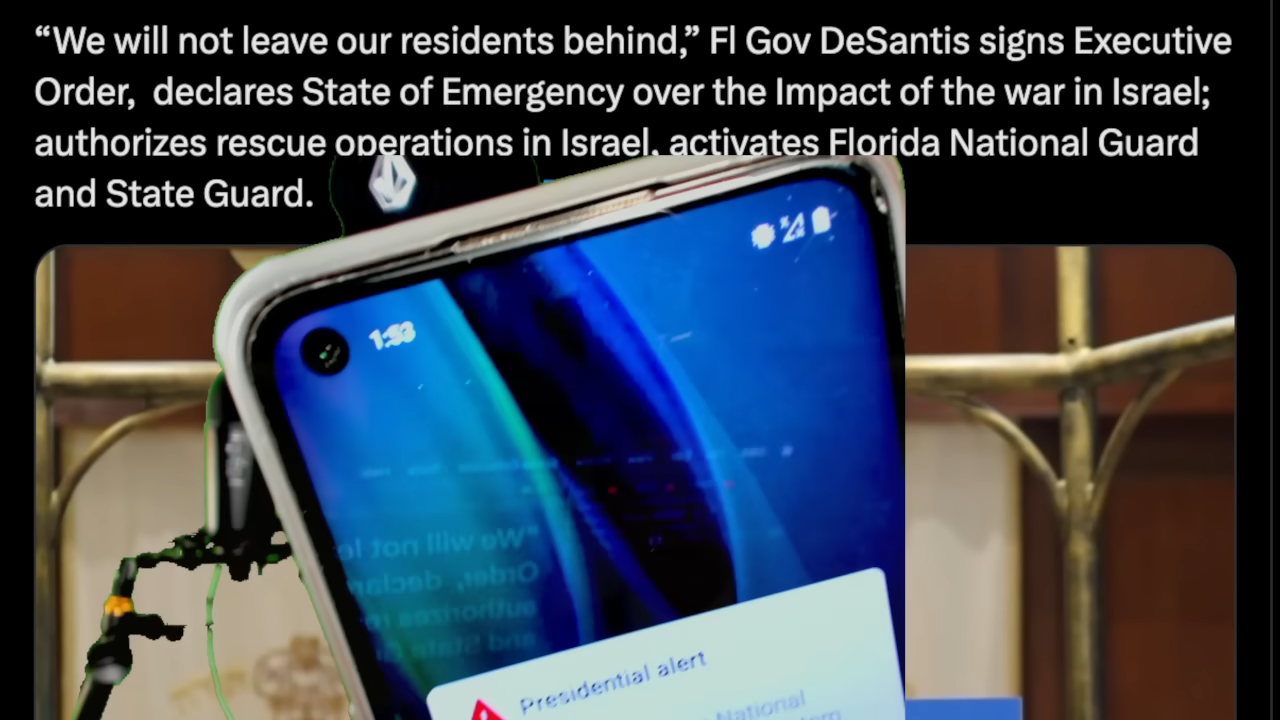 “We will not leave our residents behind,” Fl Gov DeSantis signs Executive
Order,  declares State of Emergency over the Impact of the war in Israel;
authorizes rescue operations in Israel, activates Florida National Guard
and State Guard.
1:53
Presidential alert
National